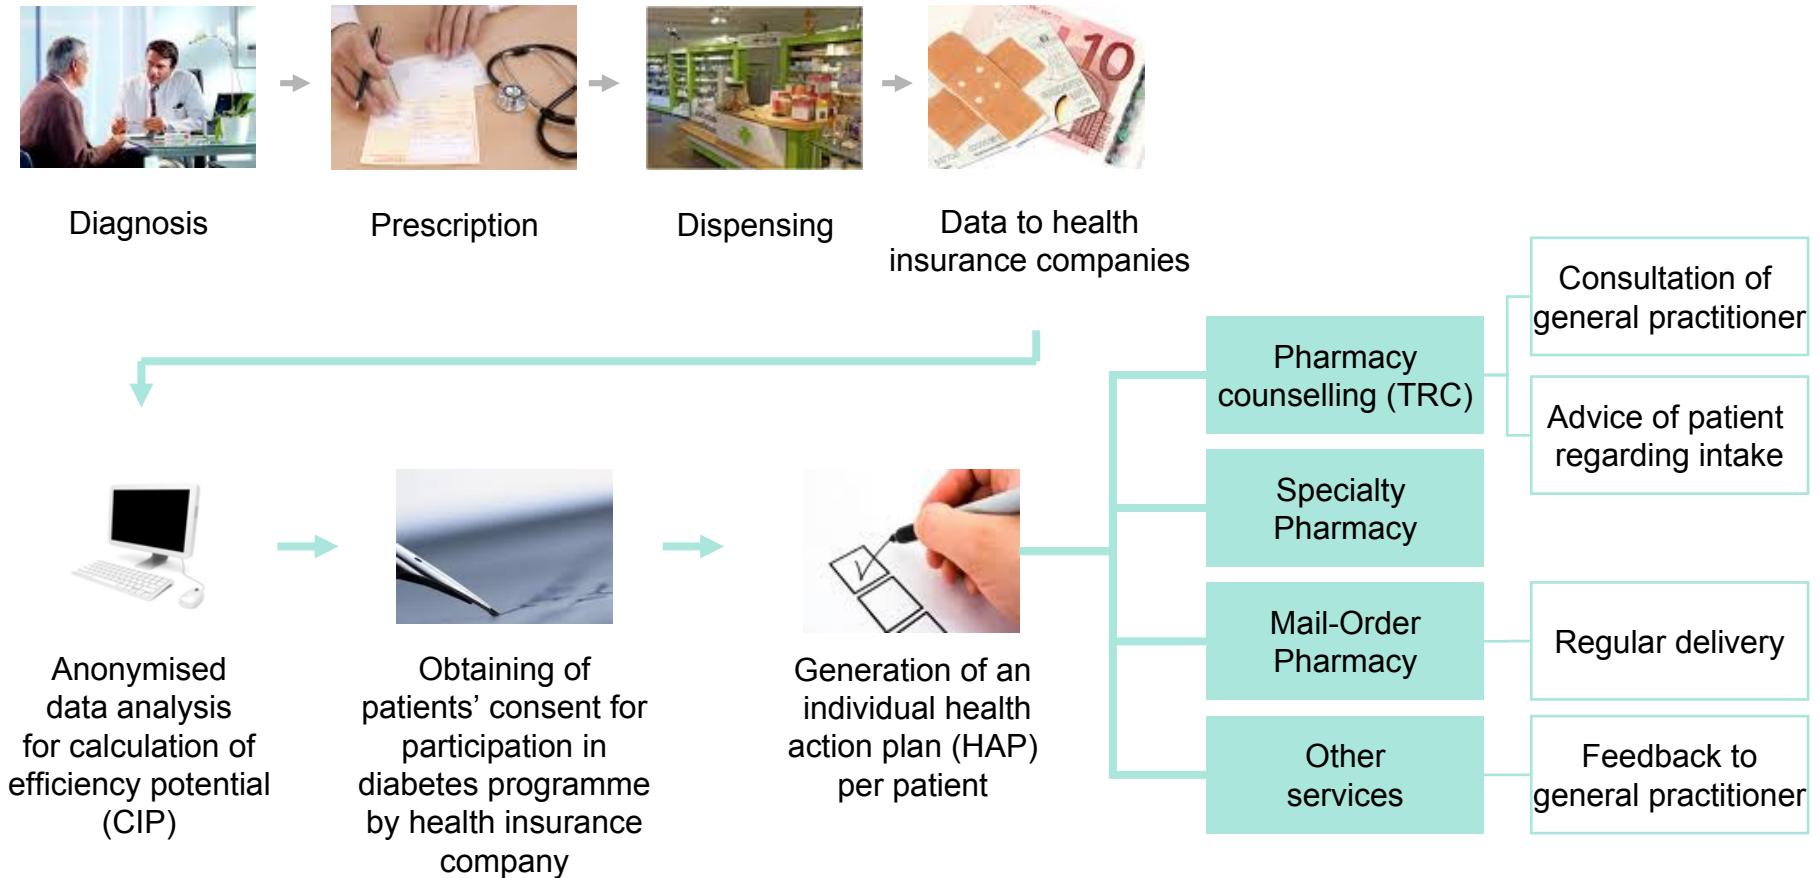 10
Diagnosis
Prescription
Dispensing
Data to health
insurance companies
Anonymised
data analysis
for calculation of
efficiency potential
(CIP)
Obtaining of
patients’ consent for
participation in
diabetes programme
by health insurance
company
Generation of an
individual health
action plan (HAP)
per patient
Pharmacy
counselling (TRC)
Consultation of
general practitioner
Advice of patient
regarding intake
Specialty
Pharmacy
Mail-Order
Pharmacy
Regular delivery
Other
services
Feedback to
general practitioner